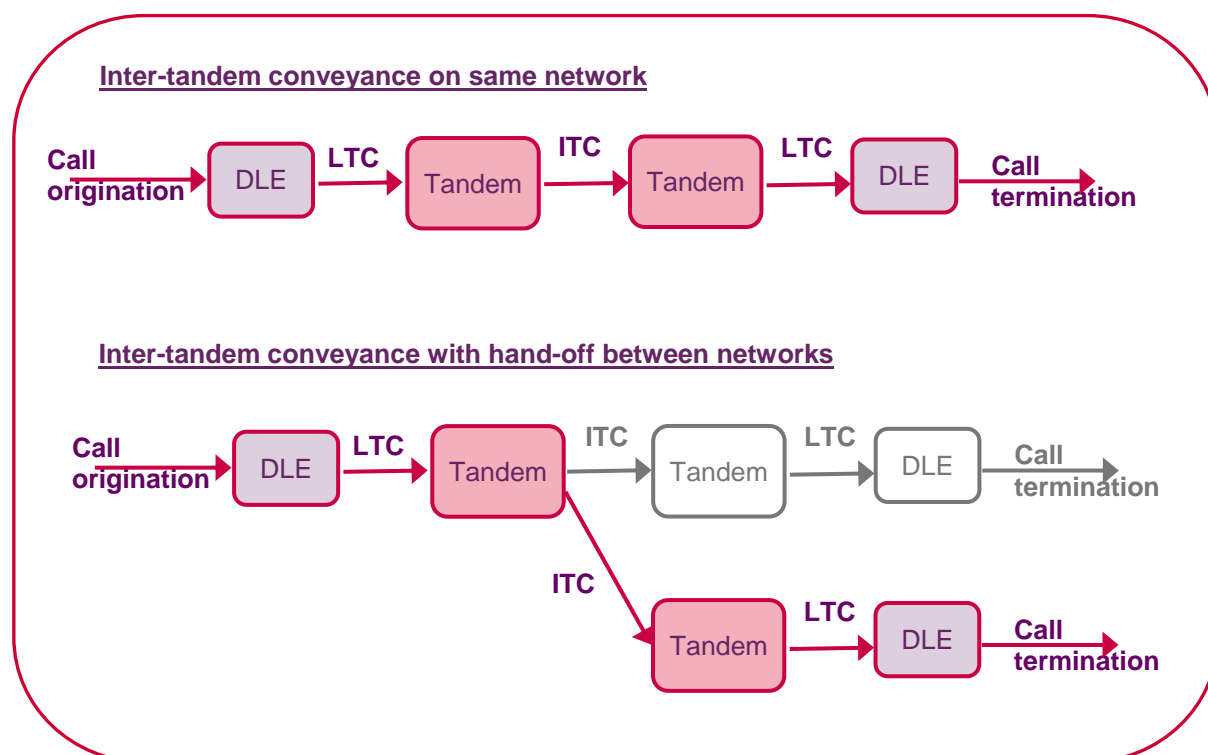 Inter-tandem conveyance on same network
Call
origination
DLE
LTC
Tandem
ITC
Tandem
LTC
DLE
Call
termination
Inter-tandem conveyance with hand-off between networks
Call
origination
DLE
LTC
Tandem
ITC
Tandem
LTC
DLE
Call
termination
ITC
Tandem
LTC
DLE
Call
termination